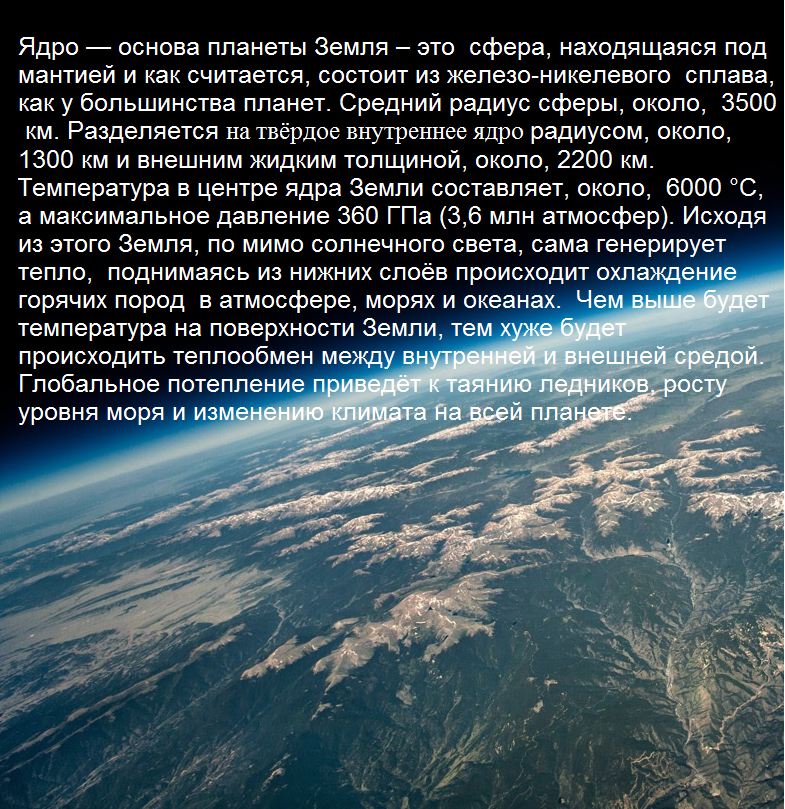 Ядро — основа планеты Земля – это  сфера, находящаяся под
мантией и как считается, состоит из железо-никелевого  сплава,
как у большинства планет. Средний радиус сферы, около,  3500
км. Разделяется на твёрдое внутреннее ядро радиусом, около,
1300 км и внешним жидким толщиной, около, 2200 км.
Температура в центре ядра Земли составляет, около,  6000 °C,
а максимальное давление 360 ГПа (3,6 млн атмосфер). Исходя
из этого Земля, по мимо солнечного света, сама генерирует
тепло,  поднимаясь из нижних слоёв происходит охлаждение
горячих пород  в атмосфере, морях и океанах.  Чем выше будет
температура на поверхности Земли, тем хуже будет
происходить теплообмен между внутренней и внешней средой.
Глобальное потепление приведёт к таянию ледников, росту
уровня моря и изменению климата на всей планете.